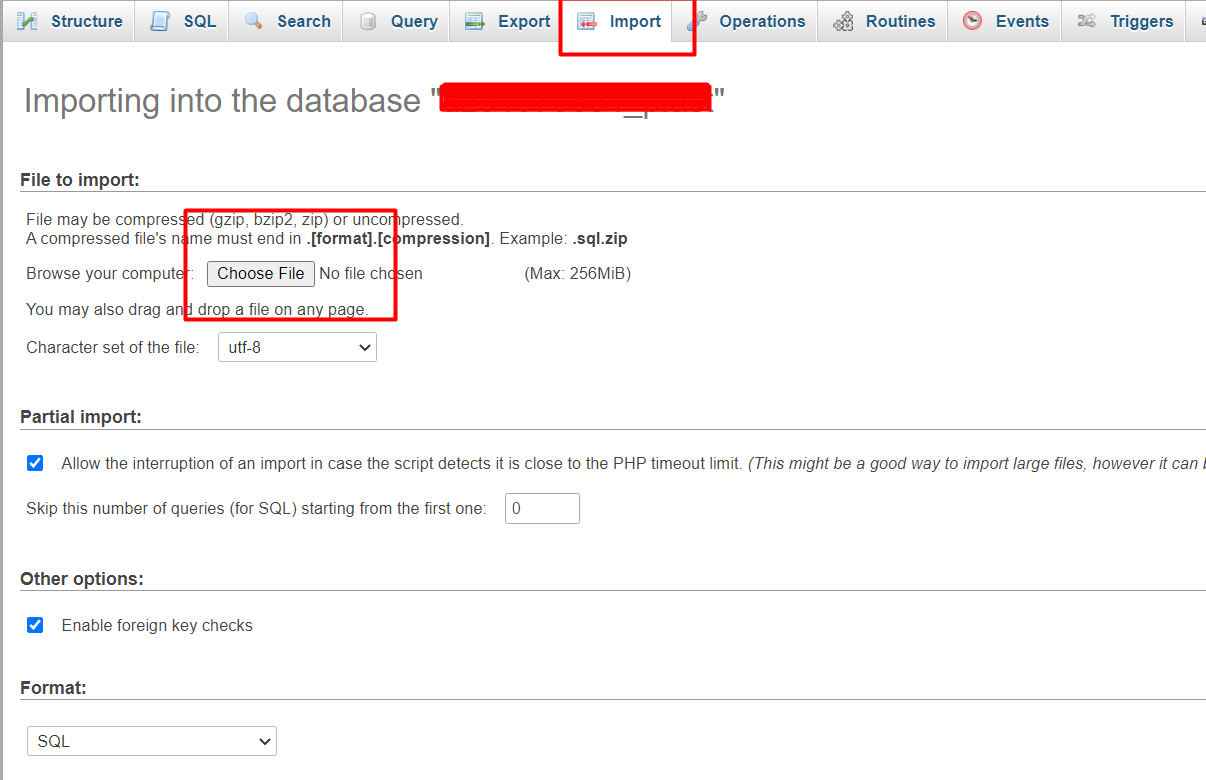 Structure SQL Search Query Export Import Operations Routines Events Triggers
Importing into the database "
File to import:
File may be compressed (gzip, bzip2, zip) or uncompressed.
A compressed file's name must end in .[format].[compression]. Example: .sql.zip
Browse your computer: Choose File No file chosen (Max: 256MiB)
You may also drag and drop a file on any page.
Character set of the file: utf-8
Partial import:
Allow the interruption of an import in case the script detects it is close to the PHP timeout limit. (This might be a good way to import large files, however it can
Skip this number of queries (for SQL) starting from the first one: 0
Other options:
Enable foreign key checks
Format:
SQL